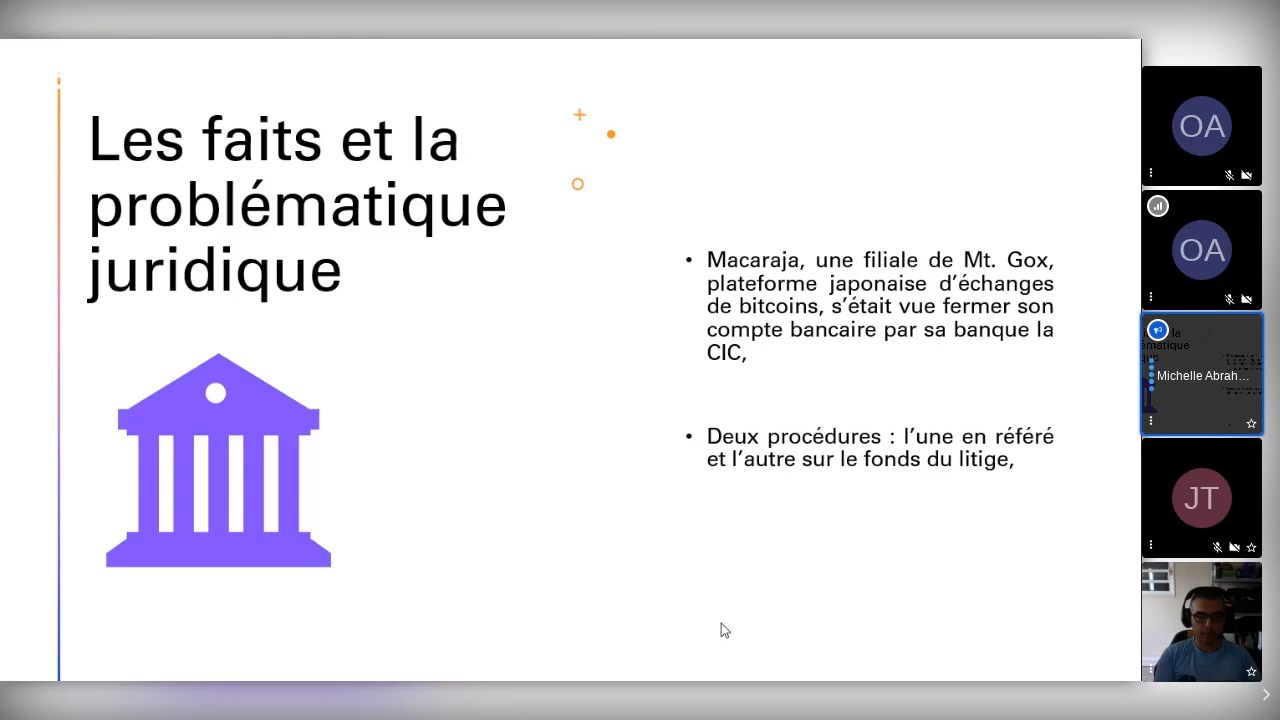 Les faits et la
problématique
juridique
• Macaraja, une filiale de Mt. Gox,
plateforme japonaise d’échanges
de bitcoins, s’était vue fermer son
compte bancaire par sa banque la
CIC,
• Deux procédures : l’une en référé
et l’autre sur le fonds du litige,
OA
OA
Michelle Abrah...
JT